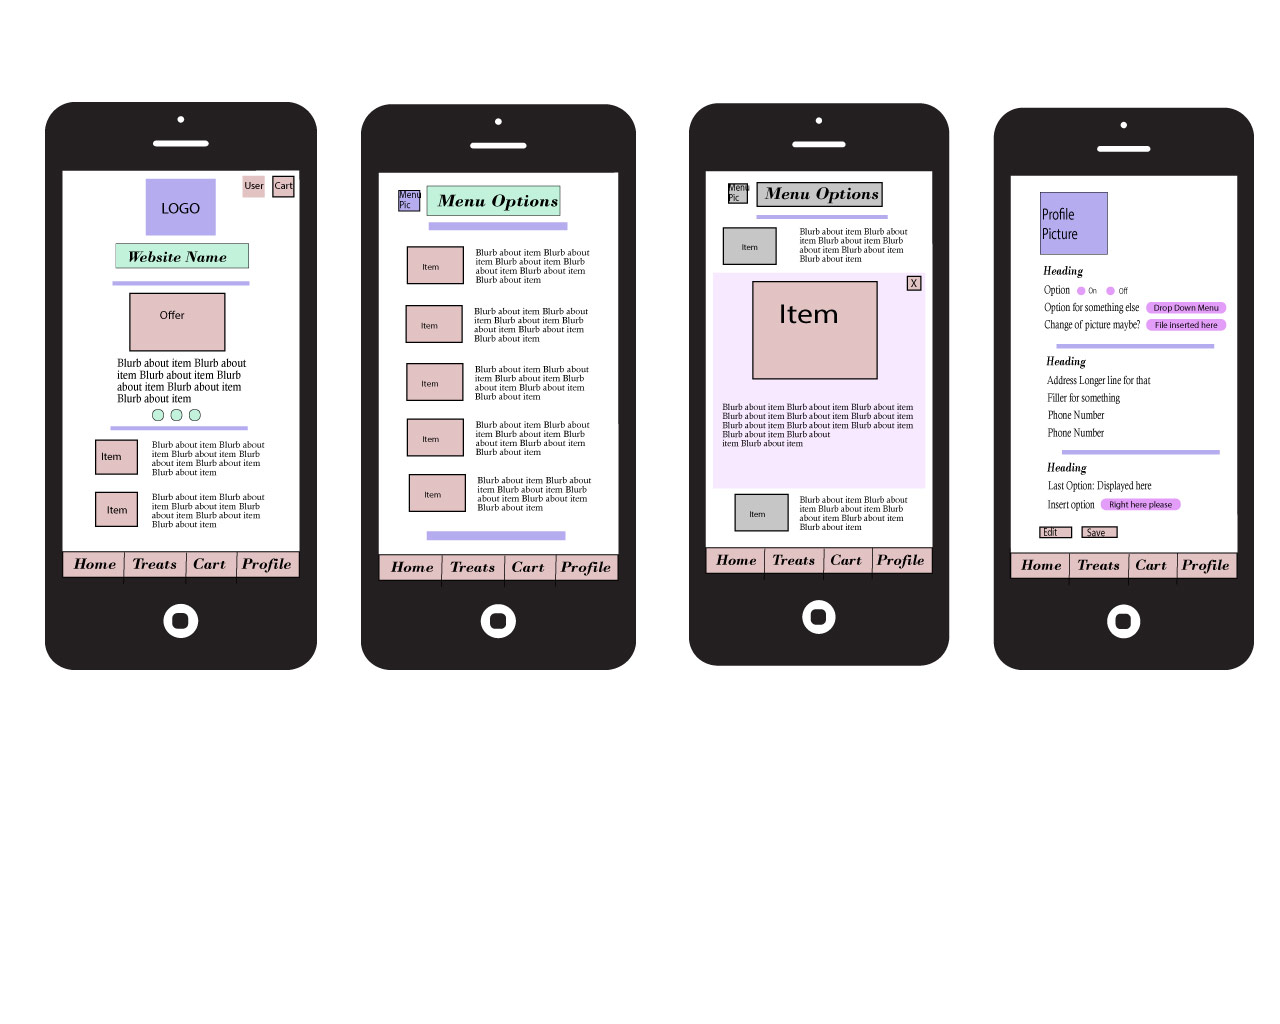 User
Cart
LOGO
Website Name
Offer
Blurb about item Blurb about
item Blurb about item Blurb
about item Blurb about item
Blurb about item
Item
Blurb about item Blurb about
item Blurb about item Blurb
about item Blurb about item
Blurb about item
Item
Blurb about item Blurb about
item Blurb about item Blurb
about item Blurb about item
Blurb about item
Home Treats Cart Profile
Menu
Pic
Menu Options
Item
Blurb about item Blurb about
item Blurb about item Blurb
about item Blurb about item
Blurb about item
Item
Blurb about item Blurb about
item Blurb about item Blurb
about item Blurb about item
Blurb about item
Item
Blurb about item Blurb about
item Blurb about item Blurb
about item Blurb about item
Blurb about item
Item
Blurb about item Blurb about
item Blurb about item Blurb
about item Blurb about item
Blurb about item
Item
Blurb about item Blurb about
item Blurb about item Blurb
about item Blurb about item
Blurb about item
Home Treats Cart Profile
Menu
Pic
Menu Options
Item
Blurb about item Blurb about
item Blurb about item Blurb
about item Blurb about item
Blurb about item
X
Item
Blurb about item Blurb about item Blurb about item
Blurb about item Blurb about item Blurb about item
Blurb about item Blurb about item Blurb about item
Blurb about item Blurb about
item Blurb about item
Item
Blurb about item Blurb about
item Blurb about item Blurb
about item Blurb about item
Blurb about item
Home Treats Cart Profile
Profile
Picture
Heading
Option On Off
Option for something else Drop Down Menu
Change of picture maybe? File inserted here
Heading
Address Longer line for that
Filler for something
Phone Number
Phone Number
Heading
Last Option: Displayed here
Insert option Right here please
Edit Save
Home Treats Cart Profile